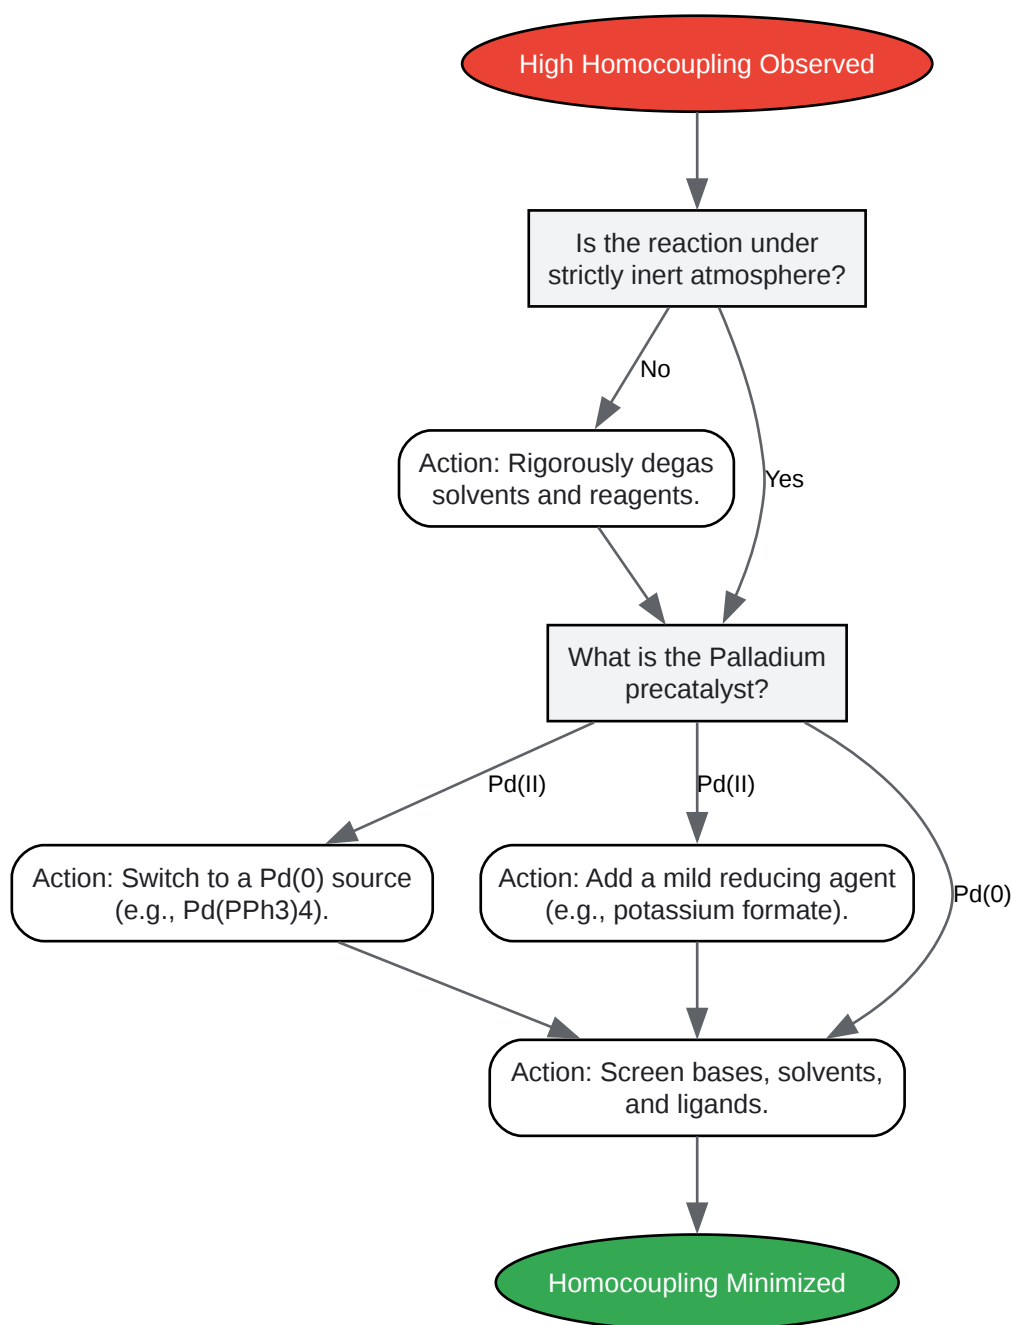 High Homocoupling Observed
Is the reaction under
strictly inert atmosphere?
No
Action: Rigorously degas
solvents and reagents.
Yes
What is the Palladium
precatalyst?
Pd(II)
Pd(II)
Action: Switch to a Pd(0) source
(e.g., Pd(PPh3)4).
Action: Add a mild reducing agent
(e.g., potassium formate).
Pd(0)
Action: Screen bases, solvents,
and ligands.
Homocoupling Minimized